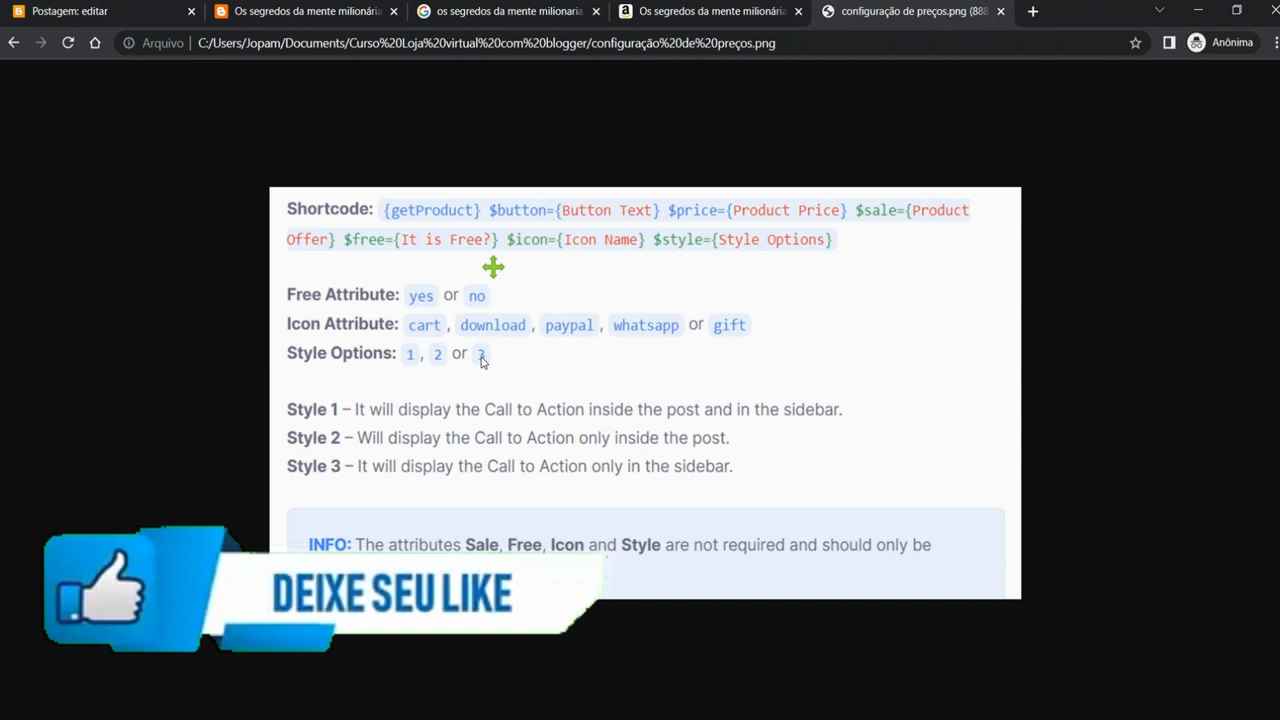 Postagem: editar
Os segredos da mente milionária
os segredos da mente milionaria
Os segredos da mente milionária
configuração de preços.png (888
Arquivo
C:/Users/Jopam/Documents/Curso%20Loja%20virtual%20com%20blogger/configuração%20de%20preços.png
Anônima
Shortcode: {getProduct} $button={Button Text} $price={Product Price} $sale={Product
Offer} $free={It is Free?} $icon={Icon Name} $style={Style Options}
Free Attribute: yes or no
Icon Attribute: cart, download, paypal, whatsapp or gift
Style Options: 1, 2 or 3
Style 1 – It will display the Call to Action inside the post and in the sidebar.
Style 2 – Will display the Call to Action only inside the post.
Style 3 – It will display the Call to Action only in the sidebar.
INFO: The attributes Sale, Free, Icon and Style are not required and should only be
DEIXE SEU LIKE